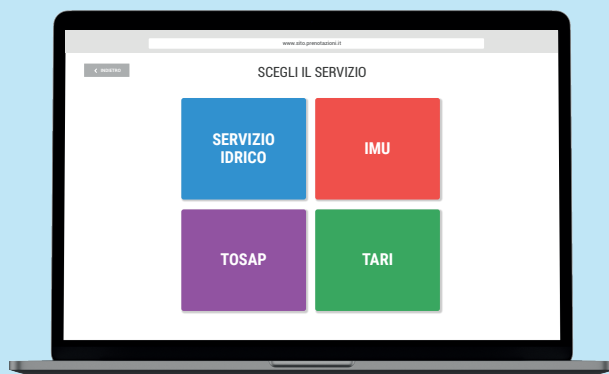 www.sito.prenotazioni.it
INDIETRO
SCEGLI IL SERVIZIO
SERVIZIO
IDRICO
IMU
TOSAP
TARI